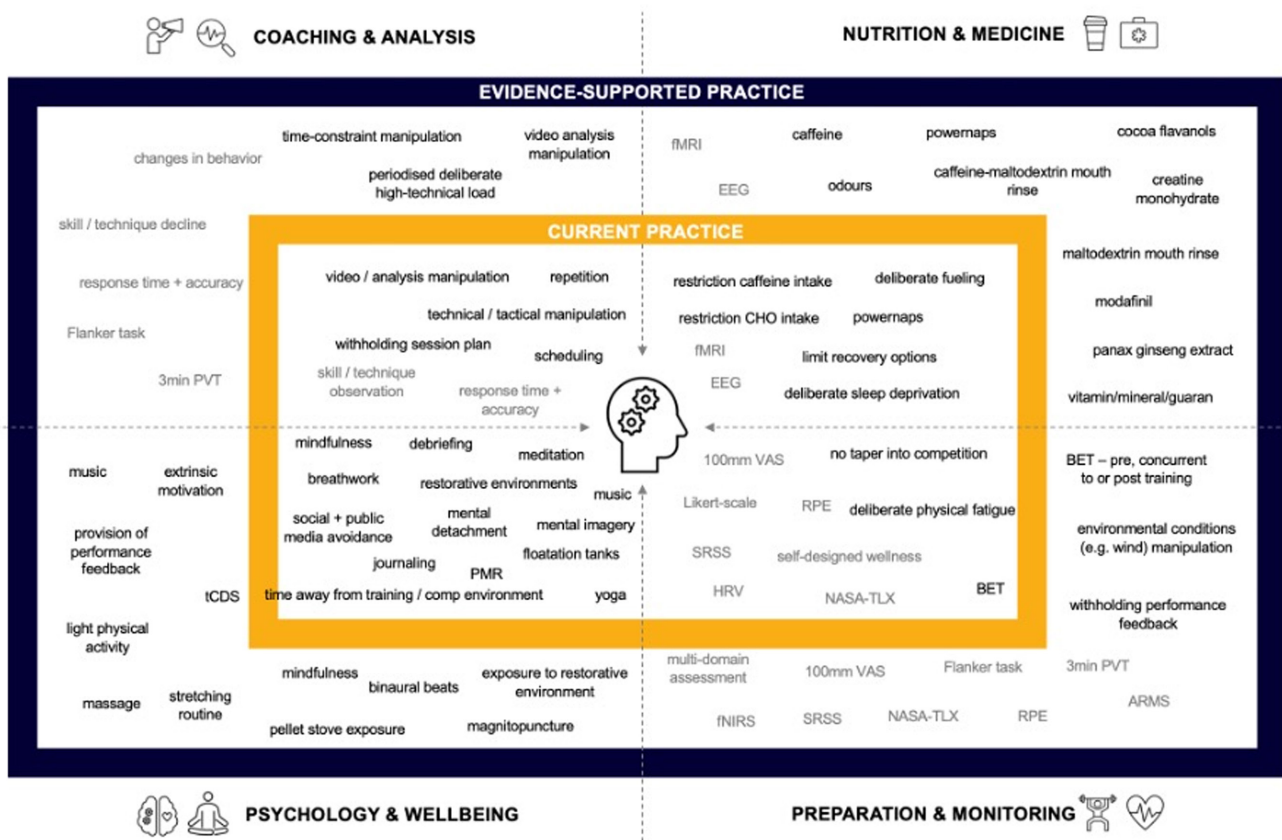 COACHING & ANALYSIS
NUTRITION & MEDICINE
EVIDENCE-SUPPORTED PRACTICE
time-constraint manipulation
video analysis
manipulation
changes in behavior
periodised deliberate
high-technical load
skill / technique decline
response time + accuracy
Flanker task
3min PVT
fMRI
caffeine
powernaps
cocoa flavanols
EEG
odours
caffeine-maltodextrin mouth
rinse
creatine
monohydrate
maltodextrin mouth rinse
modafinil
panax ginseng extract
vitamin/mineral/guaran
CURRENT PRACTICE
video / analysis manipulation
repetition
technical / tactical manipulation
withholding session plan
scheduling
skill / technique
observation
response time +
accuracy
restriction caffeine intake
deliberate fueling
restriction CHO intake
powernaps
fMRI
limit recovery options
EEG
deliberate sleep deprivation
mindfulness
debriefing
meditation
breathwork
restorative environments
music
social + public
media avoidance
mental
detachment
mental imagery
floatation tanks
journaling
PMR
time away from training / comp environment
yoga
100mm VAS
no taper into competition
Likert-scale
RPE
deliberate physical fatigue
SRSS
self-designed wellness
HRV
NASA-TLX
BET
music
extrinsic
motivation
provision of
performance
feedback
tCDS
light physical
activity
massage
stretching
routine
mindfulness
binaural beats
exposure to restorative
environment
pellet stove exposure
magnitopuncture
BET – pre, concurrent
to or post training
environmental conditions
(e.g. wind) manipulation
withholding performance
feedback
multi-domain
assessment
100mm VAS
Flanker task
3min PVT
ARMS
fNIRS
SRSS
NASA-TLX
RPE
PSYCHOLOGY & WELLBEING
PREPARATION & MONITORING